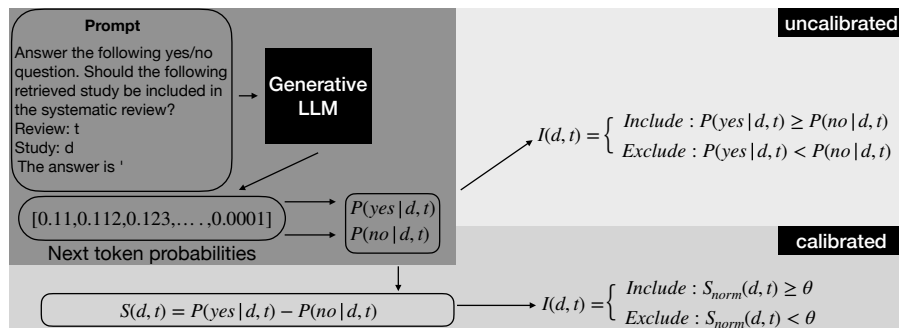 uncalibrated
Prompt
Answer the following yes/no
question. Should the following
retrieved study be included in
the systematic review?
Review: t
Study: d
The answer is '
Generative
LLM
[0.11,0.112,0.123,... .,0.0001]
Next token probabilities
P(yes|d, t)
P(no|d, t)
I(d, t) = { Include : P(yes|d, t) ≥ P(no|d, t)
Exclude : P(yes|d, t) < P(no|d, t)
calibrated
S(d, t) = P(yes|d, t) − P(no|d, t)
I(d, t) = { Include : S_norm(d, t) ≥ θ
Exclude : S_norm(d, t) < θ